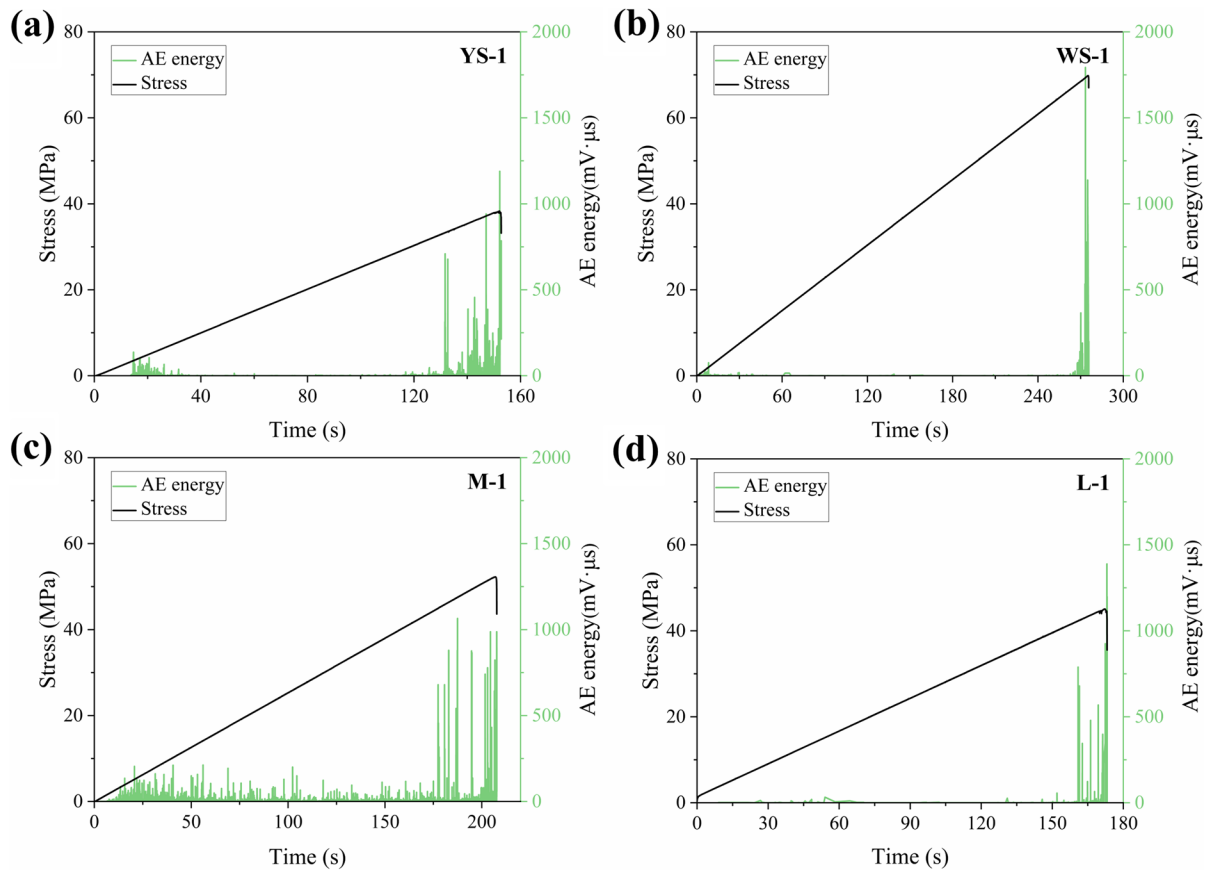 (a)
YS-1
AE energy
Stress
80
60
40
20
0
2000
1500
1000
500
0
0
40
80
120
160
Stress (MPa)
AE energy(mV·μs)
Time (s)
(b)
WS-1
AE energy
Stress
80
60
40
20
0
2000
1500
1000
500
0
0
60
120
180
240
300
Stress (MPa)
AE energy(mV·μs)
Time (s)
(c)
M-1
AE energy
Stress
80
60
40
20
0
2000
1500
1000
500
0
0
50
100
150
200
Stress (MPa)
AE energy(mV·μs)
Time (s)
(d)
L-1
AE energy
Stress
80
60
40
20
0
2000
1500
1000
500
0
0
30
60
90
120
150
180
Stress (MPa)
AE energy(mV·μs)
Time (s)